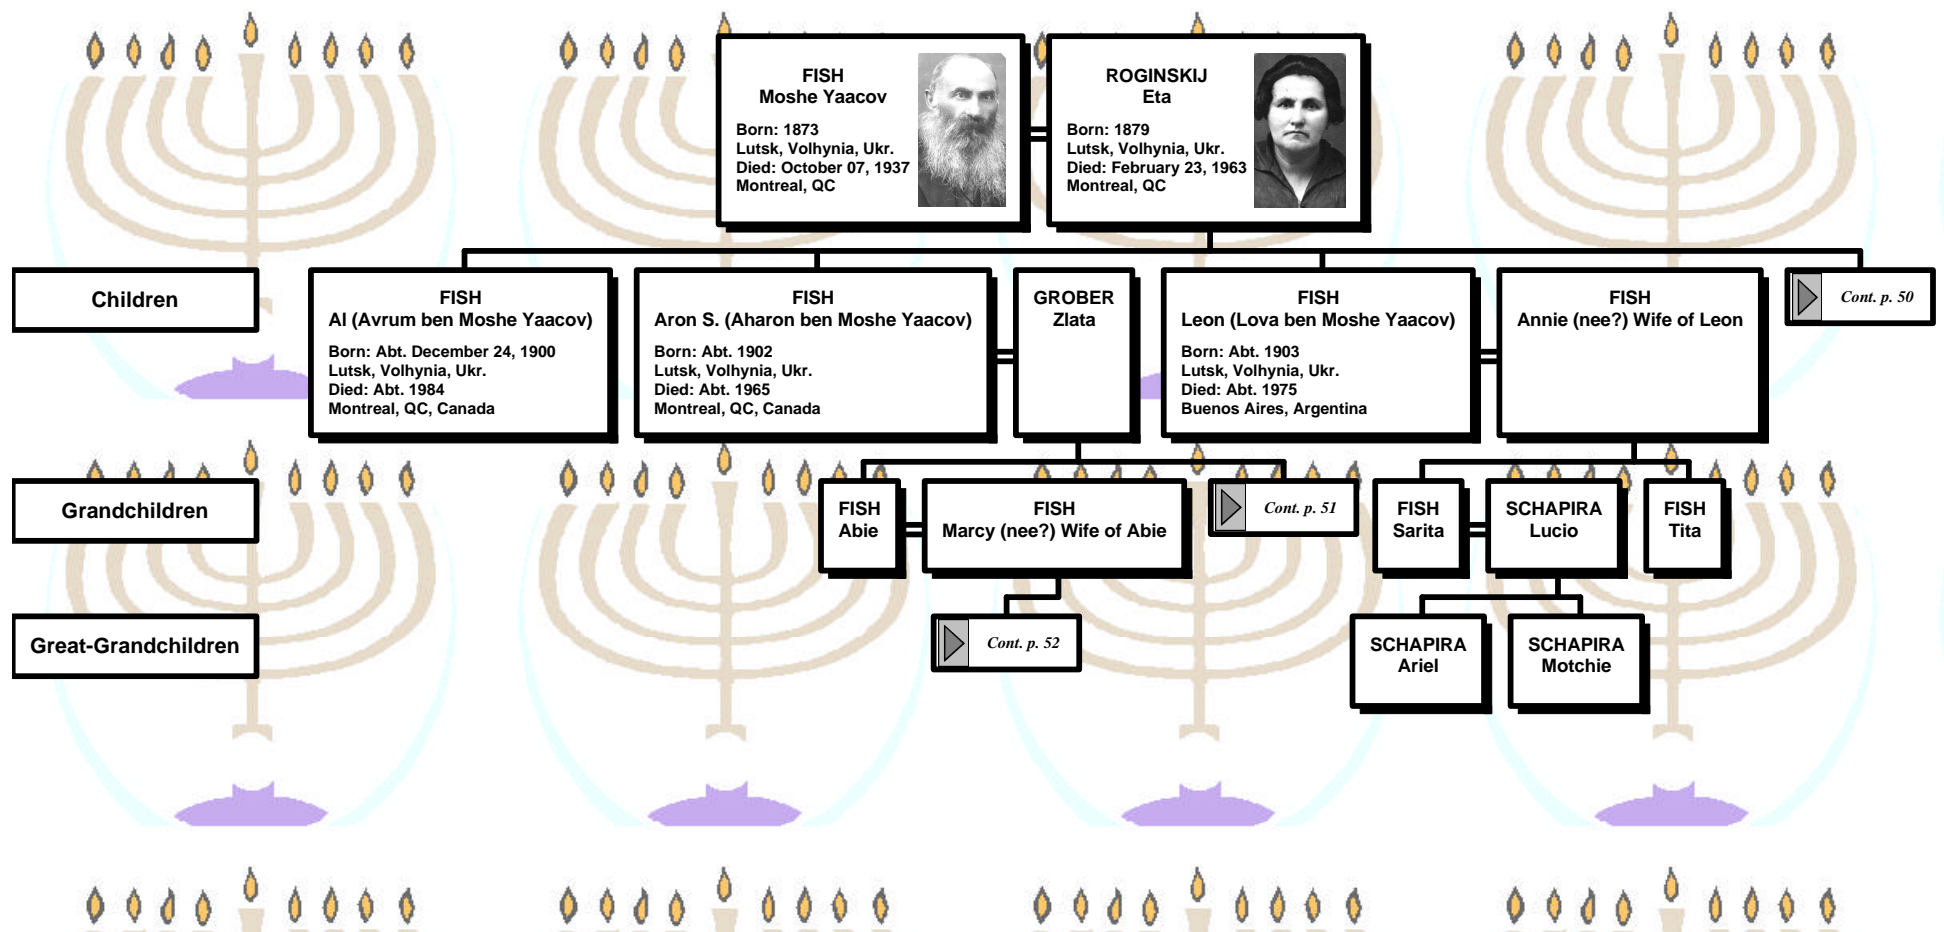 FISH
Moshe Yaacov
Born: 1873
Lutsk, Volhynia, Ukr.
Died: October 07, 1937
Montreal, QC
ROGINSKIJ
Eta
Born: 1879
Lutsk, Volhynia, Ukr.
Died: February 23, 1963
Montreal, QC
Children
FISH
Al (Avrum ben Moshe Yaacov)
Born: Abt. December 24, 1900
Lutsk, Volhynia, Ukr.
Died: Abt. 1984
Montreal, QC, Canada
FISH
Aron S. (Aharon ben Moshe Yaacov)
Born: Abt. 1902
Lutsk, Volhynia, Ukr.
Died: Abt. 1965
Montreal, QC, Canada
GROBER
Zlata
FISH
Leon (Lova ben Moshe Yaacov)
Born: Abt. 1903
Lutsk, Volhynia, Ukr.
Died: Abt. 1975
Buenos Aires, Argentina
FISH
Annie (nee?) Wife of Leon
Cont. p. 50
Grandchildren
FISH
Abie
FISH
Marcy (nee?) Wife of Abie
Cont. p. 51
FISH
Sarita
SCHAPIRA
Lucio
FISH
Tita
Great-Grandchildren
Cont. p. 52
SCHAPIRA
Ariel
SCHAPIRA
Motchie